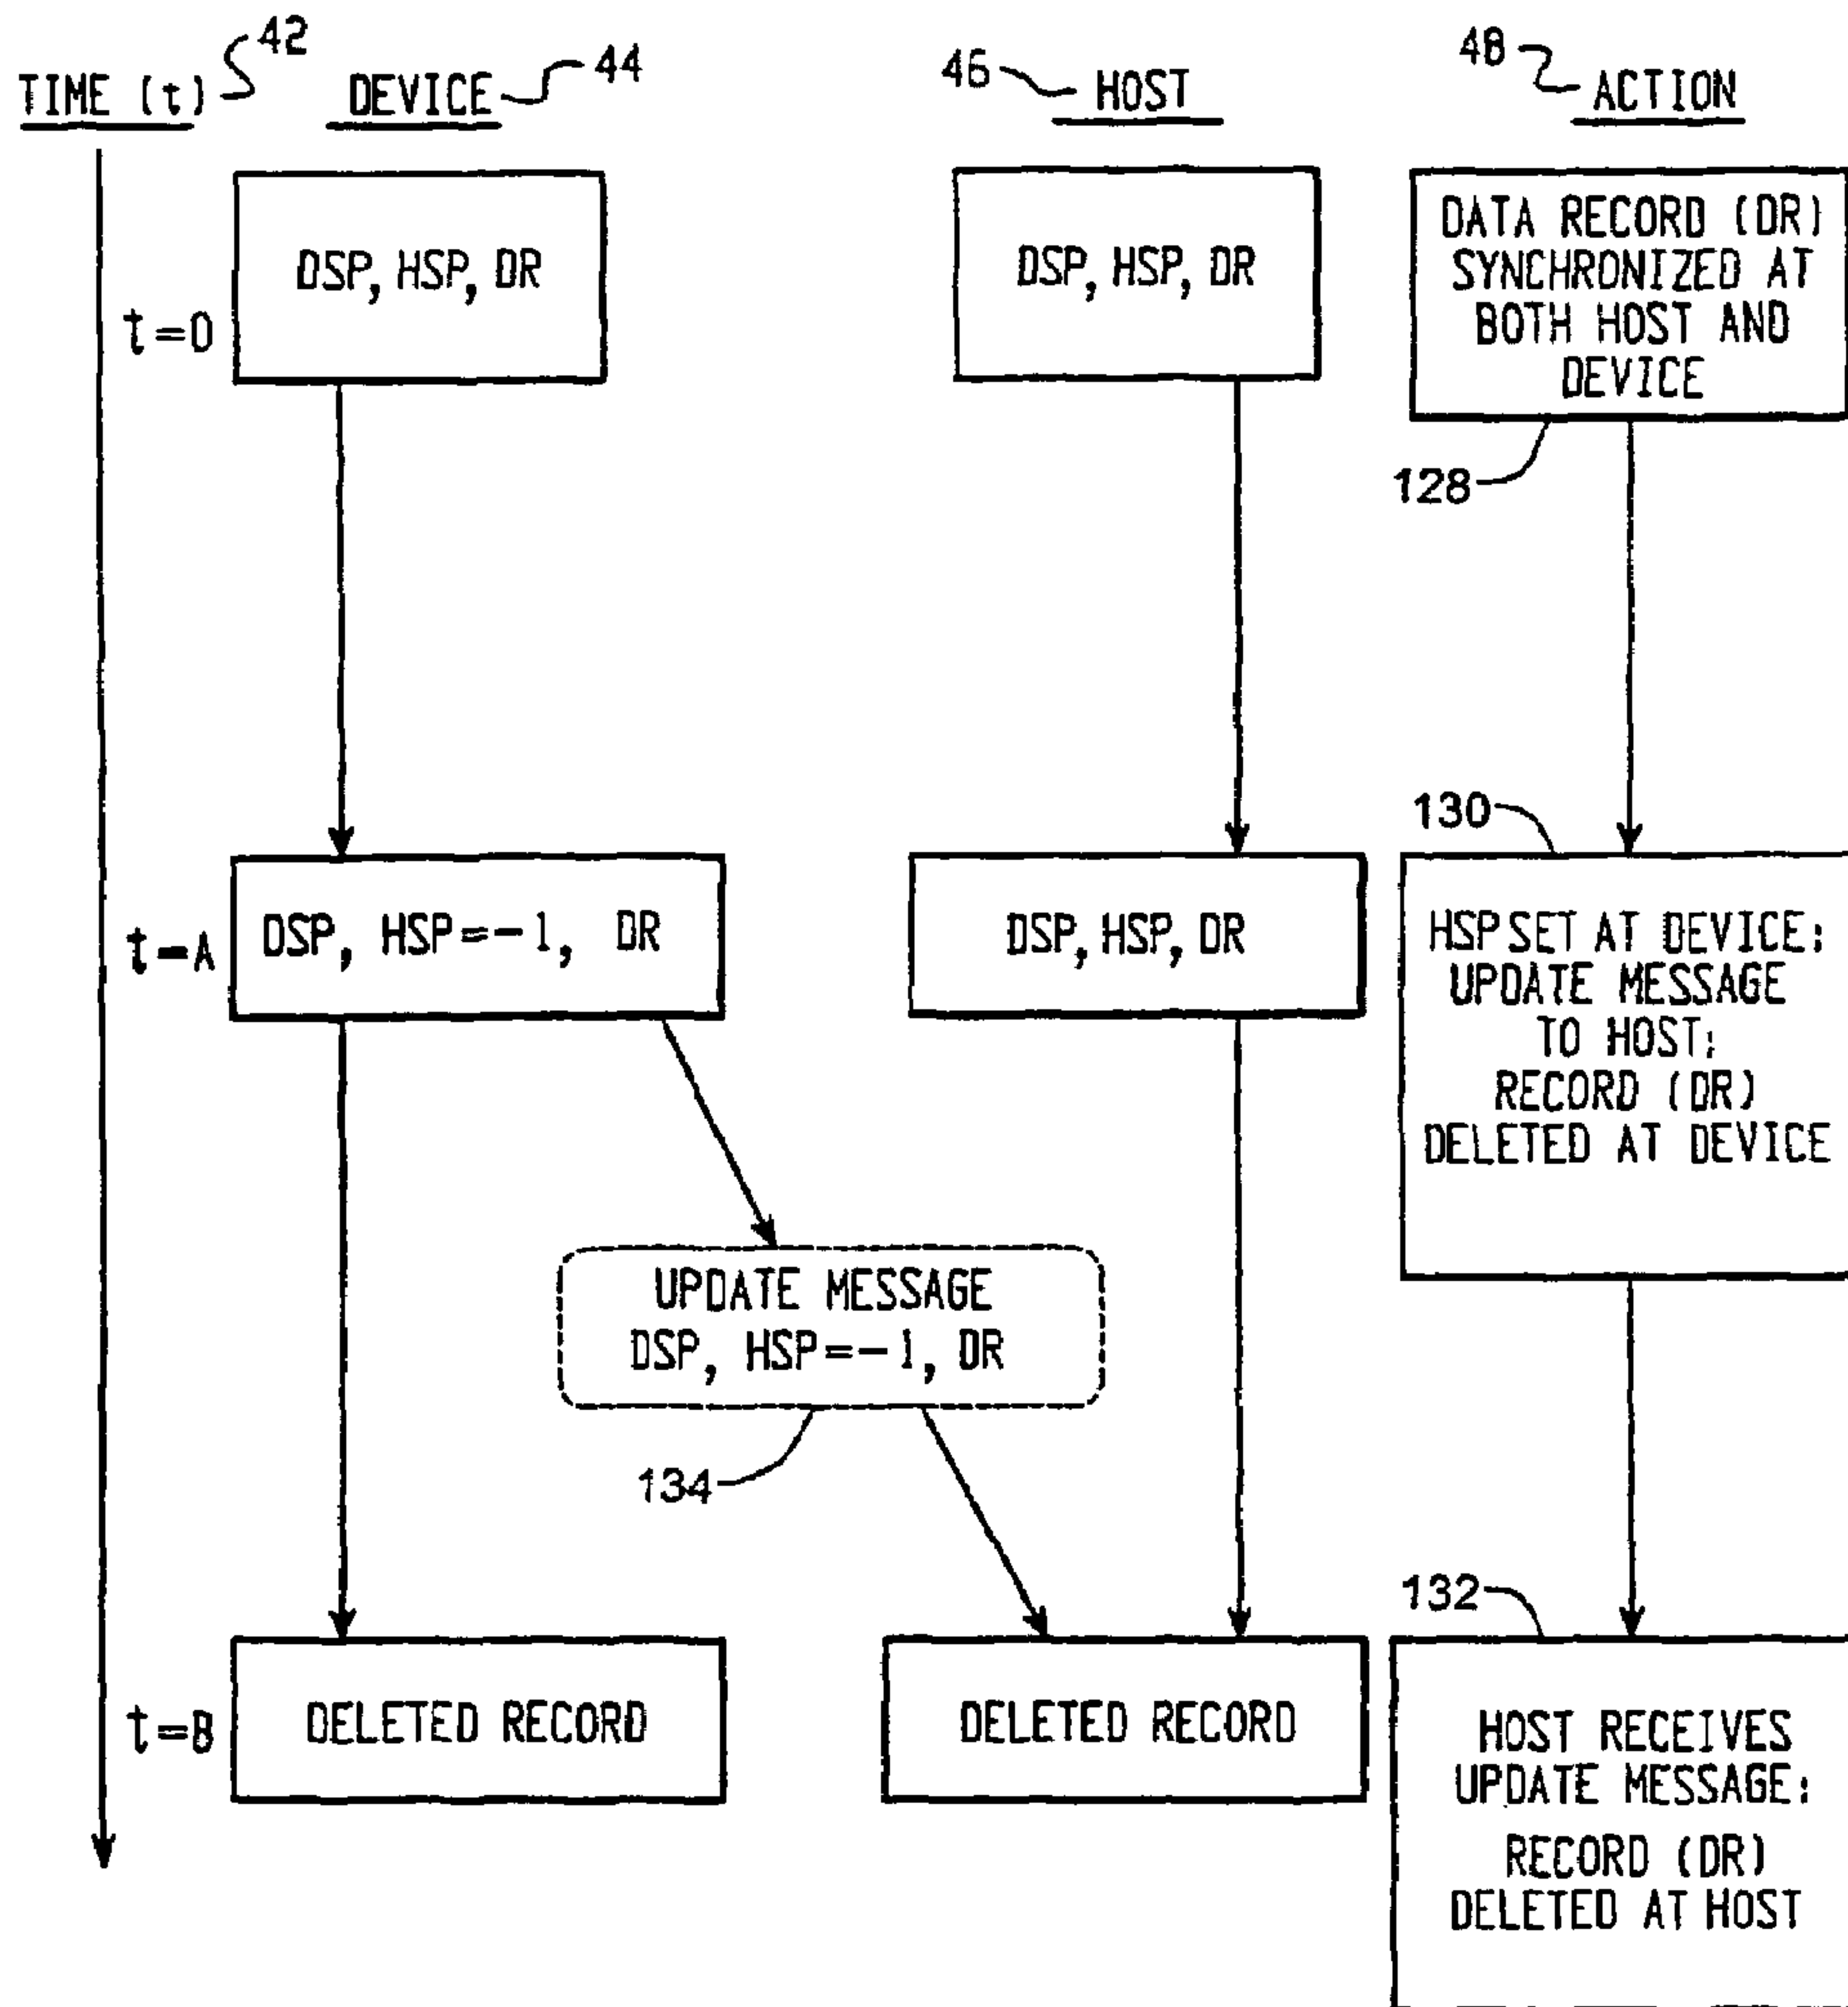 42
44
46
48
TIME (t)
DEVICE
HOST
ACTION
DSP, HSP, DR
DSP, HSP, DR
DATA RECORD (DR)
SYNCHRONIZED AT
BOTH HOST AND
DEVICE
t=0
128
130
t=A
DSP, HSP=-1, DR
DSP, HSP, DR
HSP SET AT DEVICE;
UPDATE MESSAGE
TO HOST;
RECORD (DR)
DELETED AT DEVICE
UPDATE MESSAGE
DSP, HSP=-1, DR
134
132
t=B
DELETED RECORD
DELETED RECORD
HOST RECEIVES
UPDATE MESSAGE;
RECORD (DR)
DELETED AT HOST